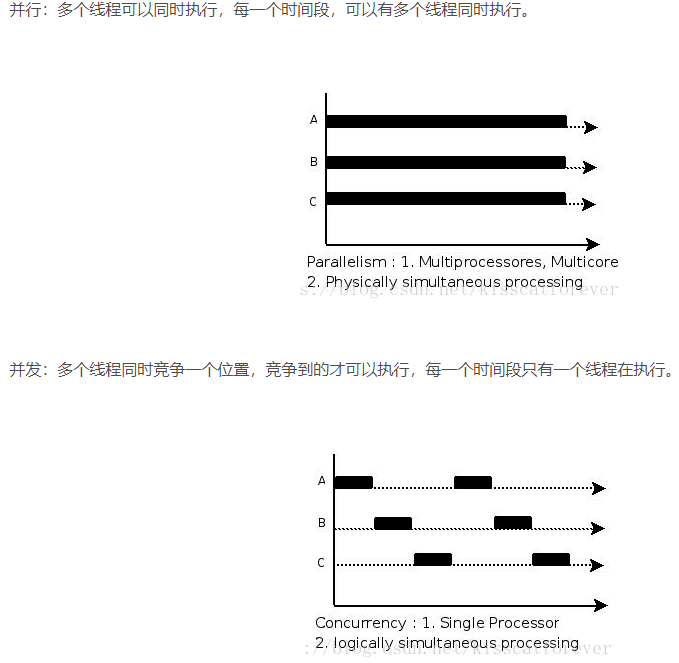 并行：多个线程可以同时执行，每一个时间段，可以有多个线程同时执行。
A
B
C
Parallelism : 1. Multiprocessores, Multicore
2. Physically simultaneous processing
s://blog.csdn.net/kisscatforever
并发：多个线程同时竞争一个位置，竞争到的才可以执行，每一个时间段只有一个线程在执行。
A
B
C
Concurrency : 1. Single Processor
2. logically simultaneous processing
://blog.csdn.net/kisscatforever